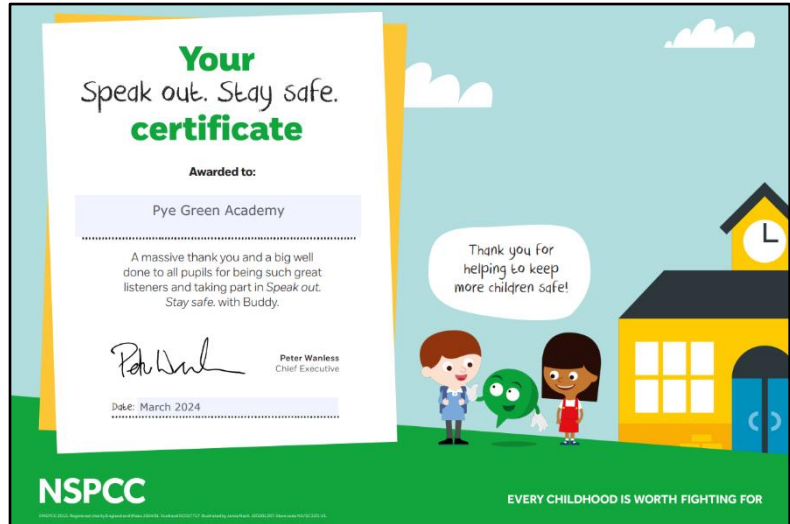 Your
Speak out. Stay safe.
certificate
Awarded to:
Pye Green Academy
A massive thank you and a big well
done to all pupils for being such great
listeners and taking part in Speak out.
Stay safe. with Buddy.
Peter Wanless
Chief Executive
Date: March 2024
Thank you for
helping to keep
more children safe!
NSPCC
EVERY CHILDHOOD IS WORTH FIGHTING FOR